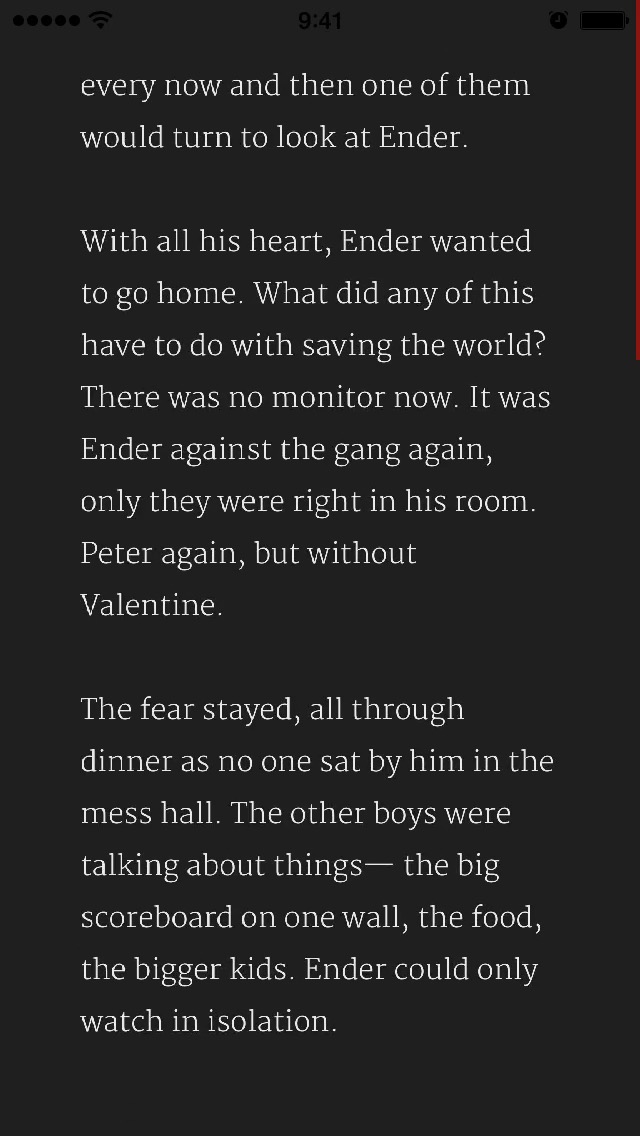 9:41
every now and then one of them
would turn to look at Ender.
With all his heart, Ender wanted
to go home. What did any of this
have to do with saving the world?
There was no monitor now. It was
Ender against the gang again,
only they were right in his room.
Peter again, but without
Valentine.
The fear stayed, all through
dinner as no one sat by him in the
mess hall. The other boys were
talking about things— the big
scoreboard on one wall, the food,
the bigger kids. Ender could only
watch in isolation.